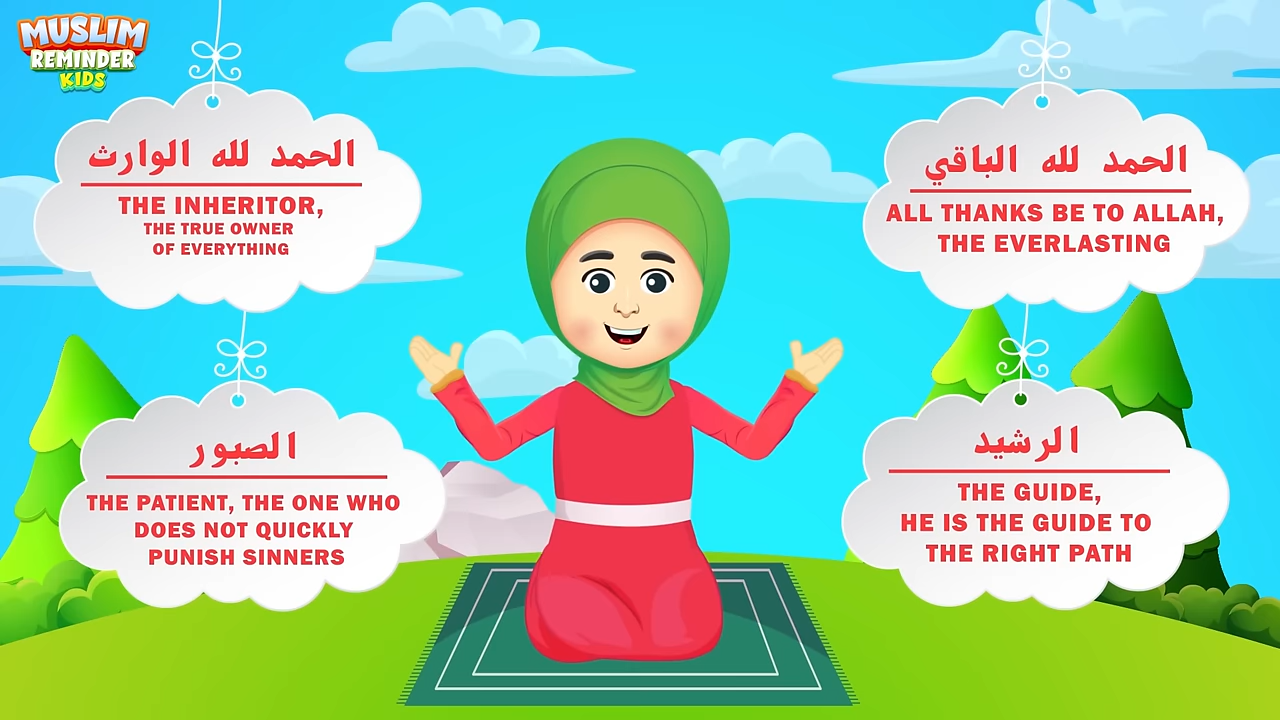 MUSLIM
REMINDER
KIDS
الحمد لله الوارث
THE INHERITOR,
THE TRUE OWNER
OF EVERYTHING
الحمد لله الباقي
ALL THANKS BE TO ALLAH,
THE EVERLASTING
الصبور
THE PATIENT, THE ONE WHO
DOES NOT QUICKLY
PUNISH SINNERS
الرشيد
THE GUIDE,
HE IS THE GUIDE TO
THE RIGHT PATH